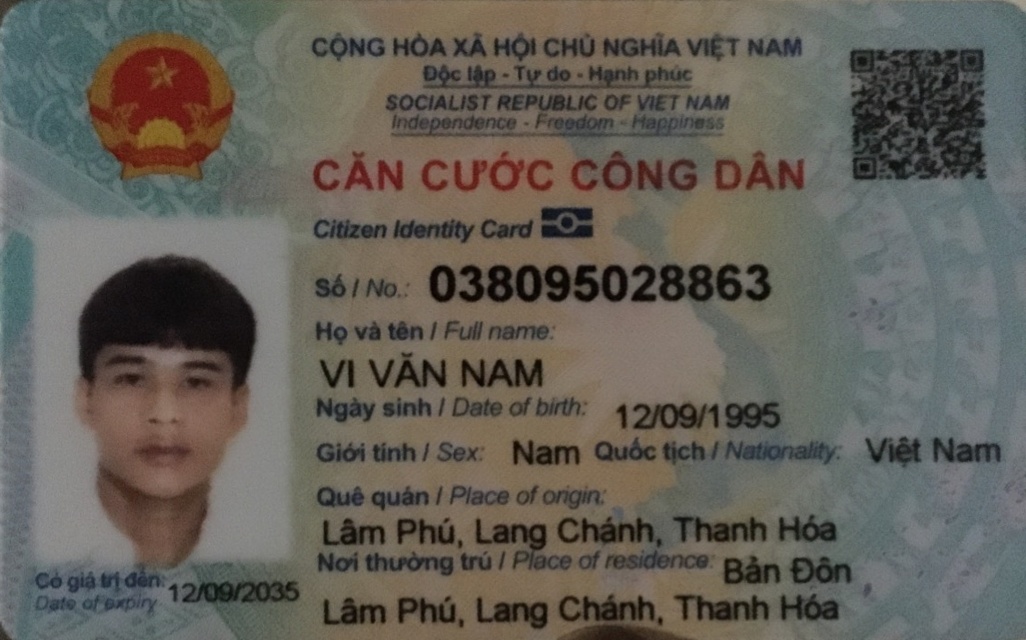 CỘNG HÒA XÃ HỘI CHỦ NGHĨA VIỆT NAM
Độc lập - Tự do - Hạnh phúc
SOCIALIST REPUBLIC OF VIET NAM
Independence - Freedom - Happiness
CĂN CƯỚC CÔNG DÂN
Citizen Identity Card
Số / No.: 038095028863
Họ và tên / Full name:
VI VĂN NAM
Ngày sinh / Date of birth: 12/09/1995
Giới tính / Sex: Nam Quốc tịch / Nationality: Việt Nam
Quê quán / Place of origin:
Lâm Phú, Lang Chánh, Thanh Hóa
Nơi thường trú / Place of residence: Bản Đôn
Lâm Phú, Lang Chánh, Thanh Hóa
Có giá trị đến: 12/09/2035
Date of expiry